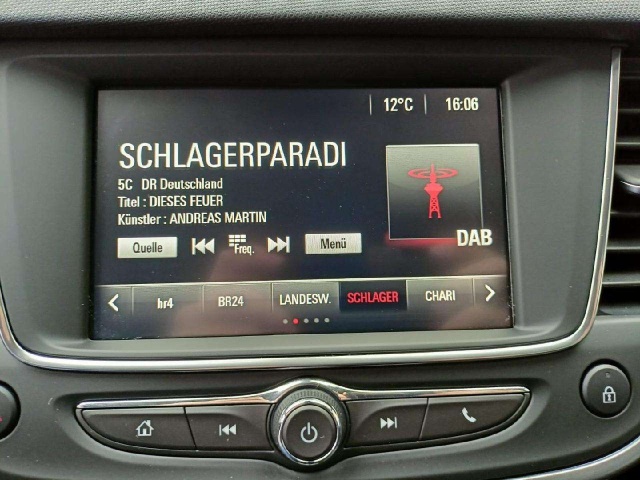 12°C 16:06
SCHLAGERPARADI
5C DR Deutschland
Titel : DIESES FEUER
Künstler : ANDREAS MARTIN
DAB
Quelle Freq. Menü
hr4 BR24 LANDESW. SCHLAGER CHARI